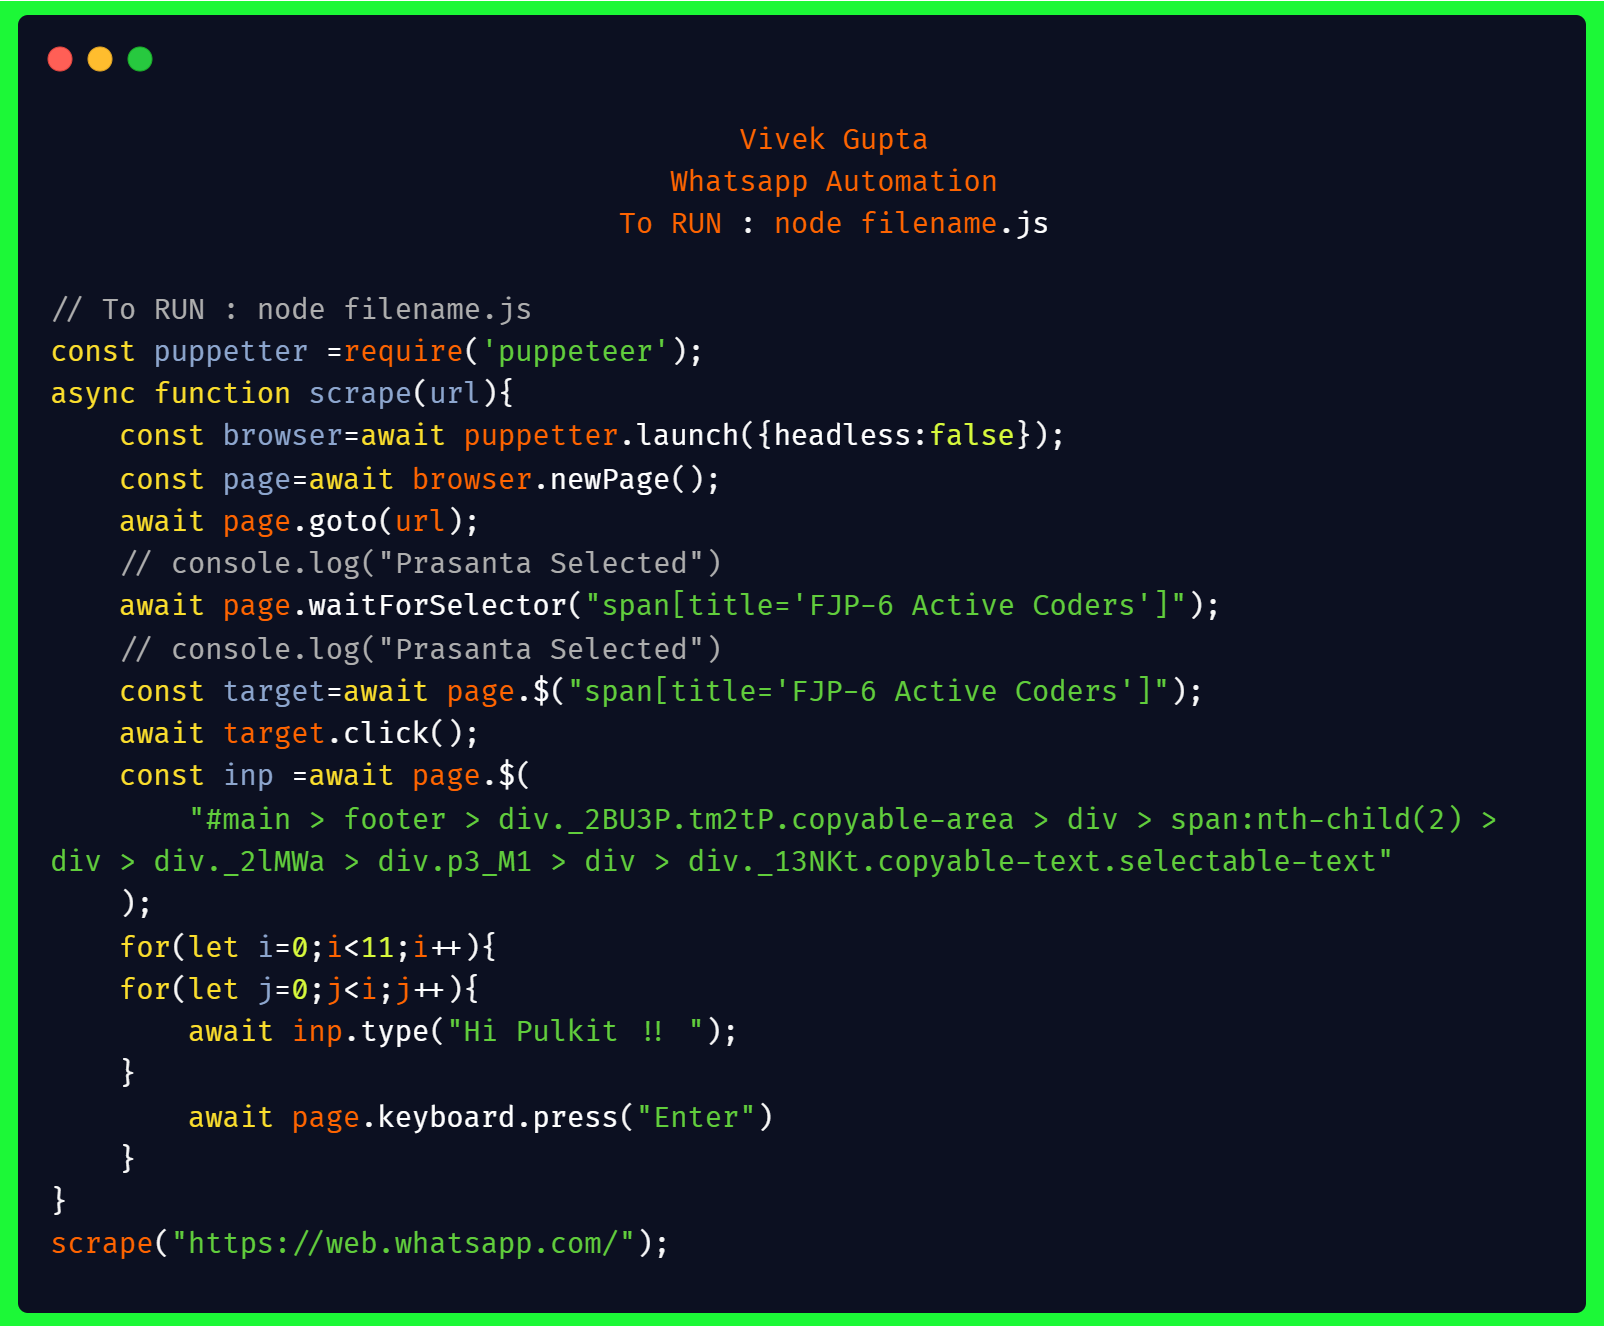 Vivek Gupta
Whatsapp Automation
To RUN : node filename.js
// To RUN : node filename.js
const puppetter =require('puppeteer');
async function scrape(url){
    const browser=await puppetter.launch({headless:false});
    const page=await browser.newPage();
    await page.goto(url);
    // console.log("Prasanta Selected")
    await page.waitForSelector("span[title='FJP-6 Active Coders']");
    // console.log("Prasanta Selected")
    const target=await page.$("span[title='FJP-6 Active Coders']");
    await target.click();
    const inp =await page.$(
        "#main > footer > div._2BU3P.tm2tP.copyable-area > div > span:nth-child(2) >
div > div._2lMWa > div.p3_M1 > div > div._13NKt.copyable-text.selectable-text"
    );
    for(let i=0;i<11;i++){
    for(let j=0;j<i;j++){
        await inp.type("Hi Pulkit !! ");
    }
        await page.keyboard.press("Enter")
    }
}
scrape("https://web.whatsapp.com/");